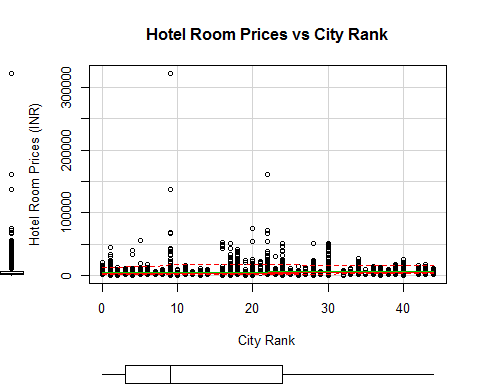 Hotel Room Prices vs City Rank
Hotel Room Prices (INR)
300000
200000
100000
0
0 10 20 30 40
City Rank